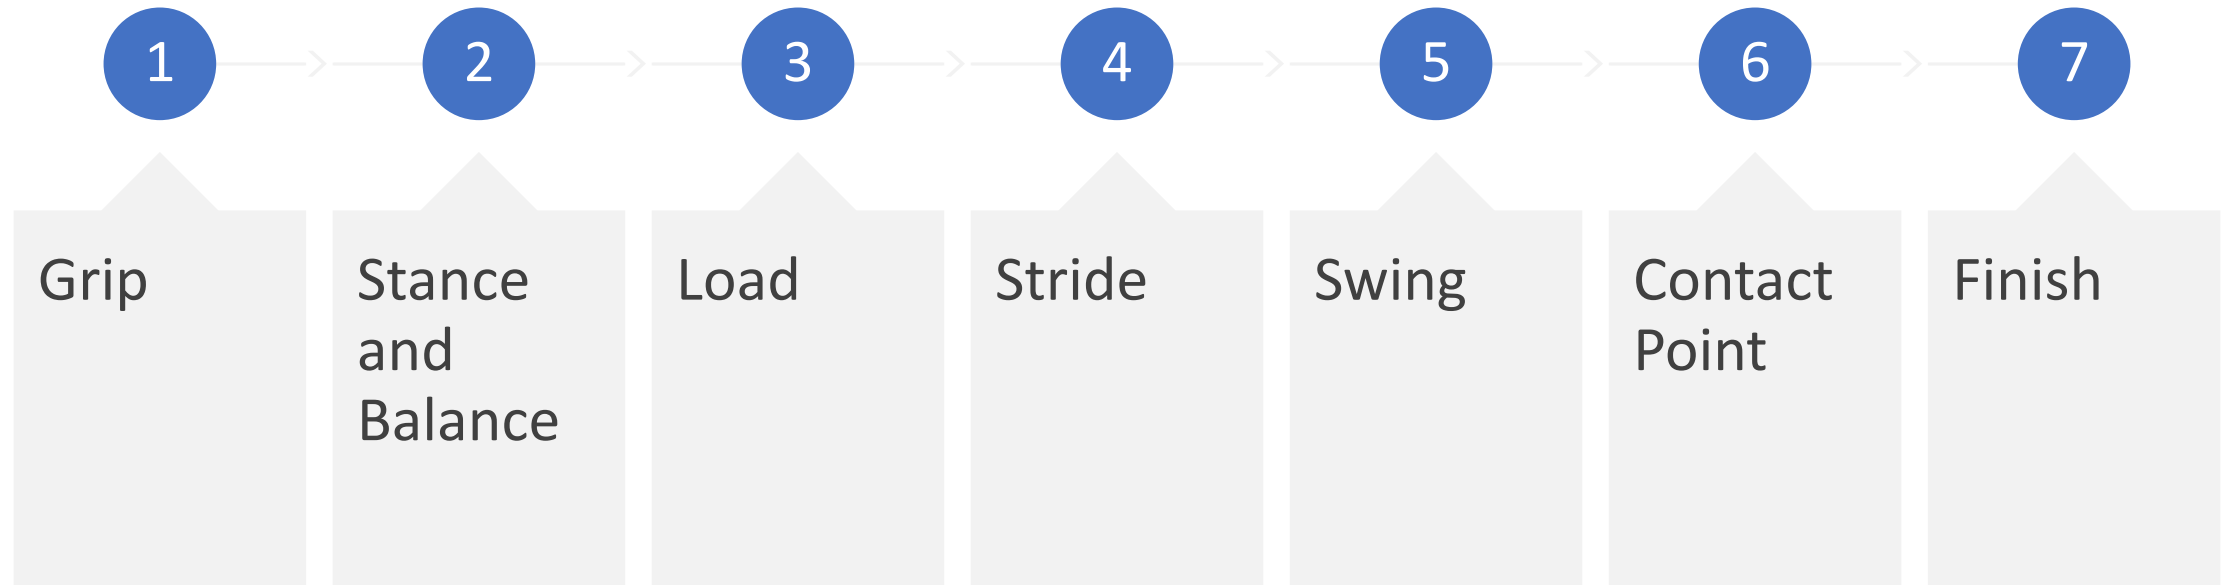 1
2
3
4
5
6
7
Grip
Stance
and
Balance
Load
Stride
Swing
Contact
Point
Finish